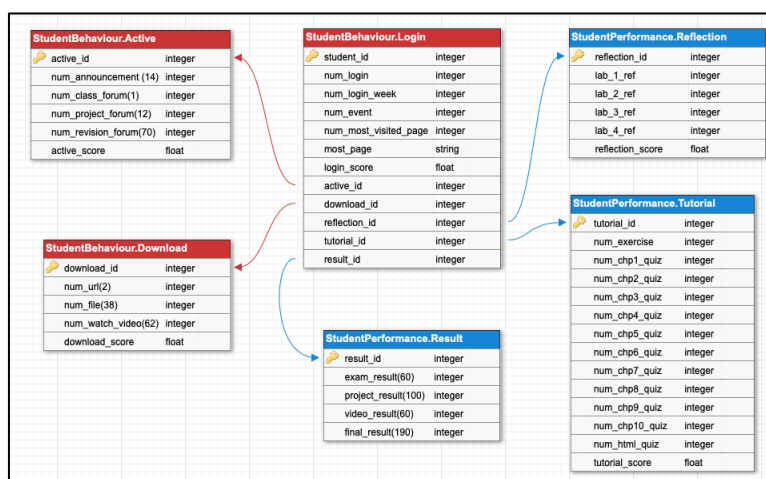 StudentBehaviour.Active
active_id integer
num_announcement (14) integer
num_class_forum(1) integer
num_project_forum(12) integer
num_revision_forum(70) integer
active_score float
StudentBehaviour.Login
student_id integer
num_login integer
num_login_week integer
num_event integer
num_most_visited_page integer
most_page string
login_score float
active_id integer
download_id integer
reflection_id integer
tutorial_id integer
result_id integer
StudentPerformance.Reflection
reflection_id integer
lab_1_ref integer
lab_2_ref integer
lab_3_ref integer
lab_4_ref integer
reflection_score float
StudentBehaviour.Download
download_id integer
num_url(2) integer
num_file(38) integer
num_watch_video(62) integer
download_score float
StudentPerformance.Result
result_id integer
exam_result(60) integer
project_result(100) integer
video_result(60) integer
final_result(190) integer
StudentPerformance.Tutorial
tutorial_id integer
num_exercise integer
num_chp1_quiz integer
num_chp2_quiz integer
num_chp3_quiz integer
num_chp4_quiz integer
num_chp5_quiz integer
num_chp6_quiz integer
num_chp7_quiz integer
num_chp8_quiz integer
num_chp9_quiz integer
num_chp10_quiz integer
num_html_quiz integer
tutorial_score float